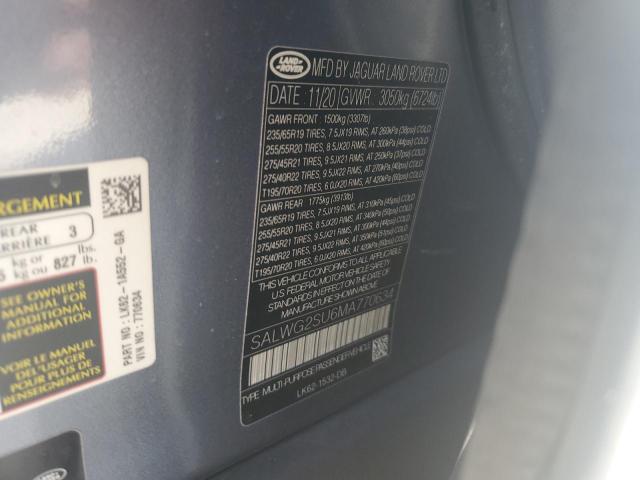 LAND
ROVER
MFD BY JAGUAR LAND ROVER LTD
DATE : 11/20 GVWR : 3050kg (6724lb)
GAWR FRONT : 1500kg (3307lb)
235/65R19 TIRES, 7.5JX19 RIMS, AT 260kPa (38psi) COLD
255/55R20 TIRES, 8.5JX20 RIMS, AT 300kPa (44psi) COLD
275/45R21 TIRES, 9.5JX21 RIMS, AT 250kPa (37psi) COLD
275/40R22 TIRES, 9.5JX22 RIMS, AT 270kPa (40psi) COLD
T195/70R20 TIRES, 6.0JX20 RIMS, AT 420kPa (60psi) COLD
GAWR REAR : 1775kg (3913lb)
235/65R19 TIRES, 7.5JX19 RIMS, AT 310kPa (45psi) COLD
255/55R20 TIRES, 8.5JX20 RIMS, AT 340kPa (50psi) COLD
275/45R21 TIRES, 9.5JX21 RIMS, AT 300kPa (44psi) COLD
275/40R22 TIRES, 9.5JX22 RIMS, AT 350kPa (51psi) COLD
T195/70R20 TIRES, 6.0JX20 RIMS, AT 420kPa (60psi) COLD
THIS VEHICLE CONFORMS TO ALL APPLICABLE
U.S. FEDERAL MOTOR VEHICLE SAFETY
STANDARDS IN EFFECT ON THE DATE OF
MANUFACTURE SHOWN ABOVE
SALWG2SU6MA770634
TYPE: MULTI-PURPOSE PASSENGER VEHICLE
LK62-1532-DB
RGEMENT
REAR
ERRIÈRE 3
5 kg or
kg ou 827 lbs.
lb.
SEE OWNER'S
MANUAL FOR
ADDITIONAL
INFORMATION
VOIR LE MANUEL
DE L'USAGER
POUR PLUS DE
RENSEIGNEMENTS
PART NO : LK62-1A552-GA
VIN NO : 770634
LAND
ROVER